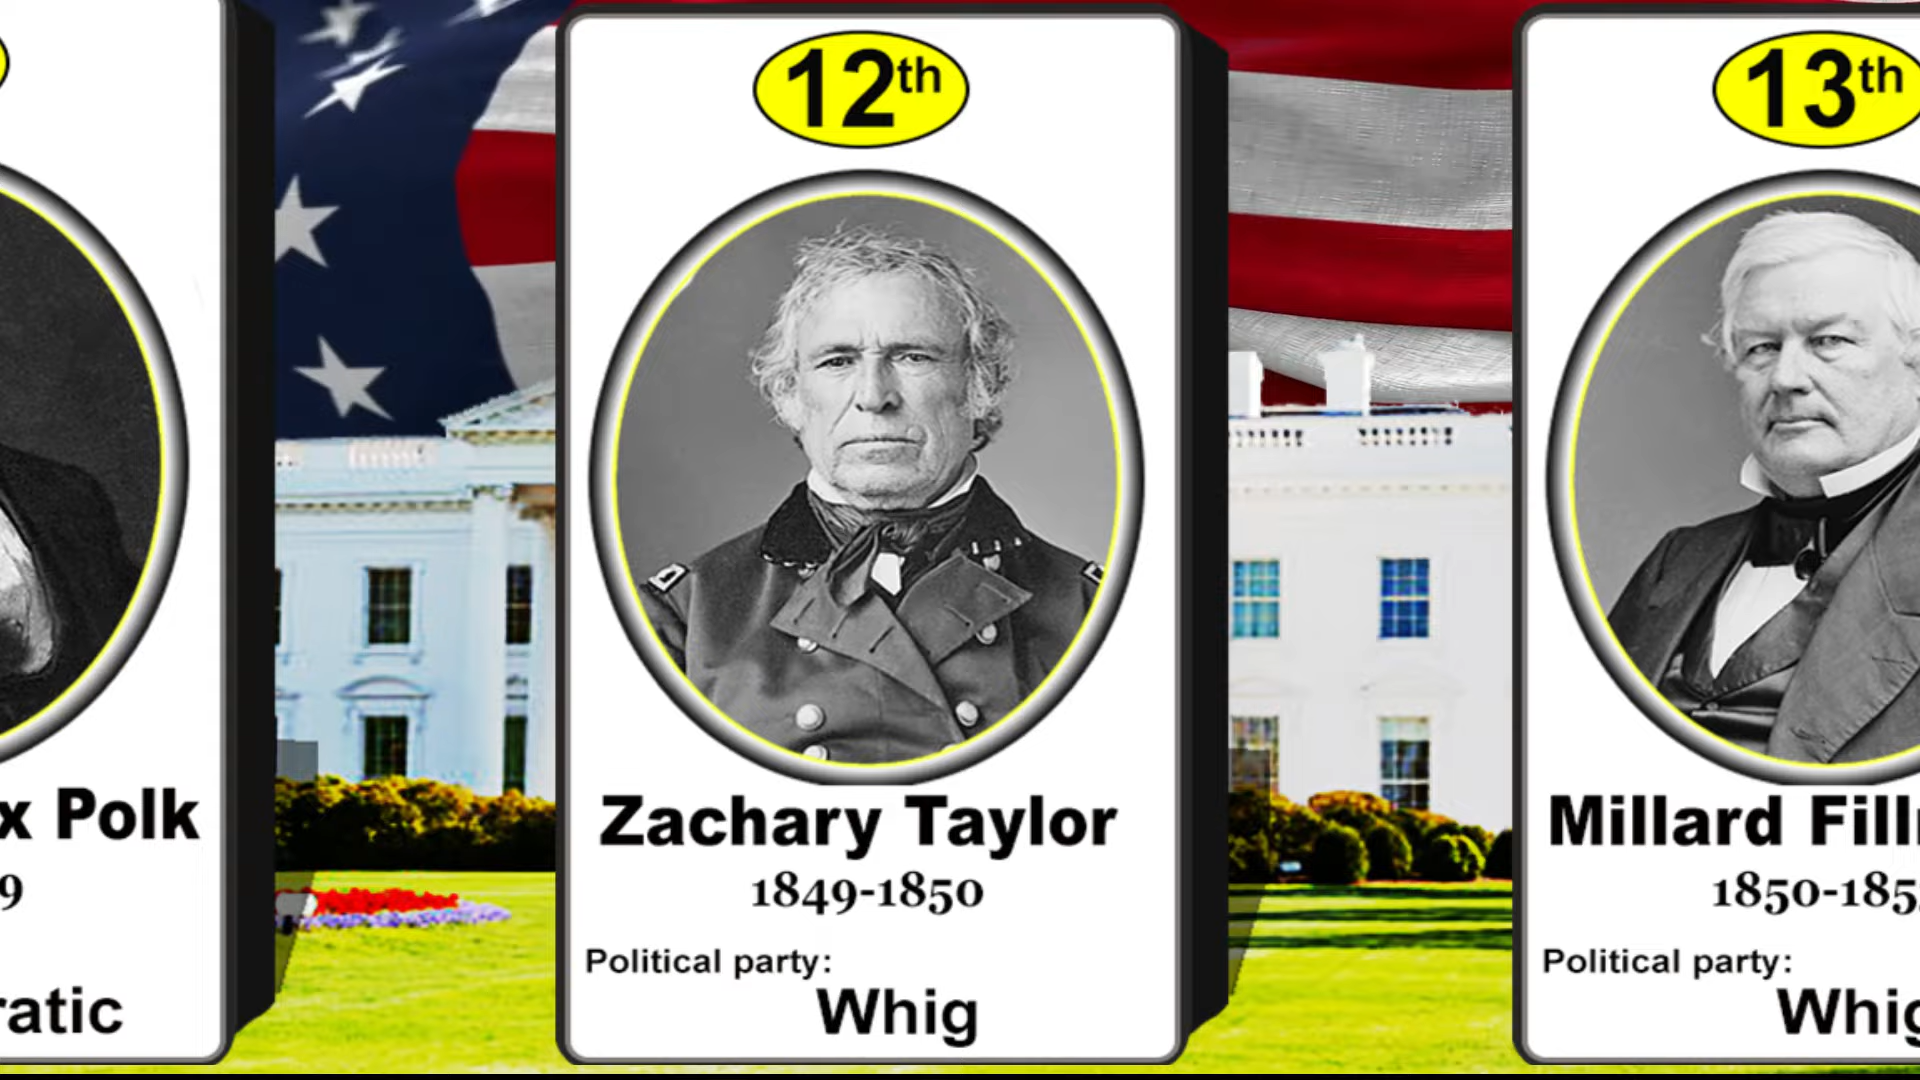 x Polk
9
ratic
12th
Zachary Taylor
1849-1850
Political party:
Whig
13th
Millard Fill
1850-185
Political party:
Whig